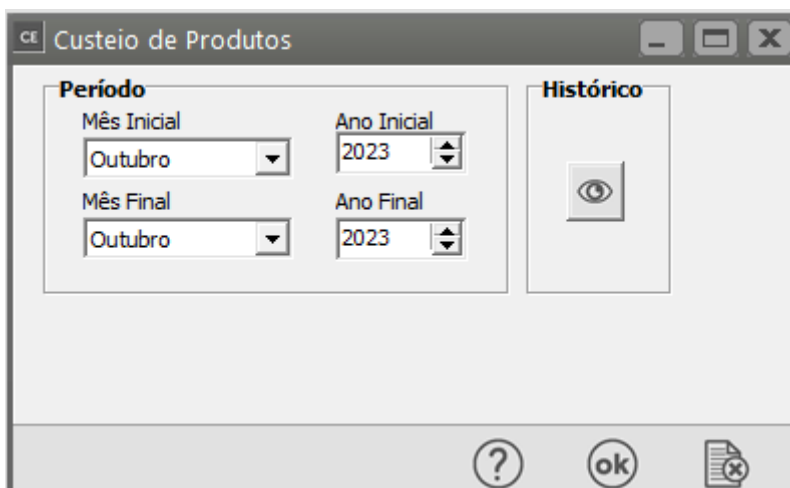 CE Custeio de Produtos
Período
Histórico
Mês Inicial
Ano Inicial
Outubro
2023
Mês Final
Ano Final
Outubro
2023
?
ok